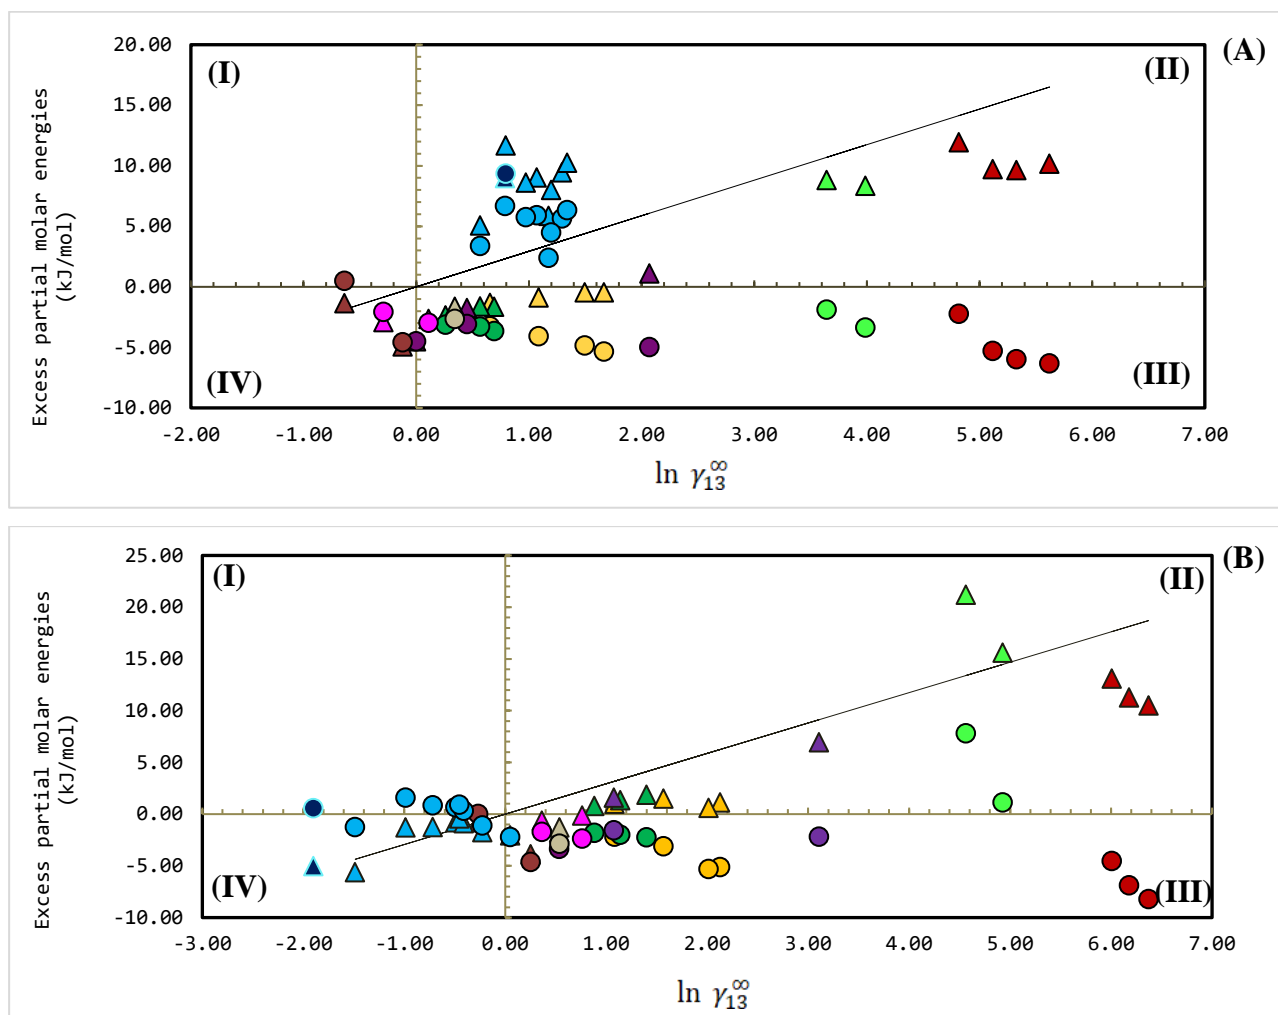 (A)
20.00
(I)
(II)
15.00
10.00
5.00
0.00
-5.00
(IV)
(III)
-10.00
-2.00 -1.00 0.00 1.00 2.00 3.00 4.00 5.00 6.00 7.00
Excess partial molar energies
(kJ/mol)
ln γ₁₃^∞
(B)
25.00
(I)
(II)
20.00
15.00
10.00
5.00
0.00
-5.00
(IV)
(III)
-10.00
-3.00 -2.00 -1.00 0.00 1.00 2.00 3.00 4.00 5.00 6.00 7.00
Excess partial molar energies
(kJ/mol)
ln γ₁₃^∞